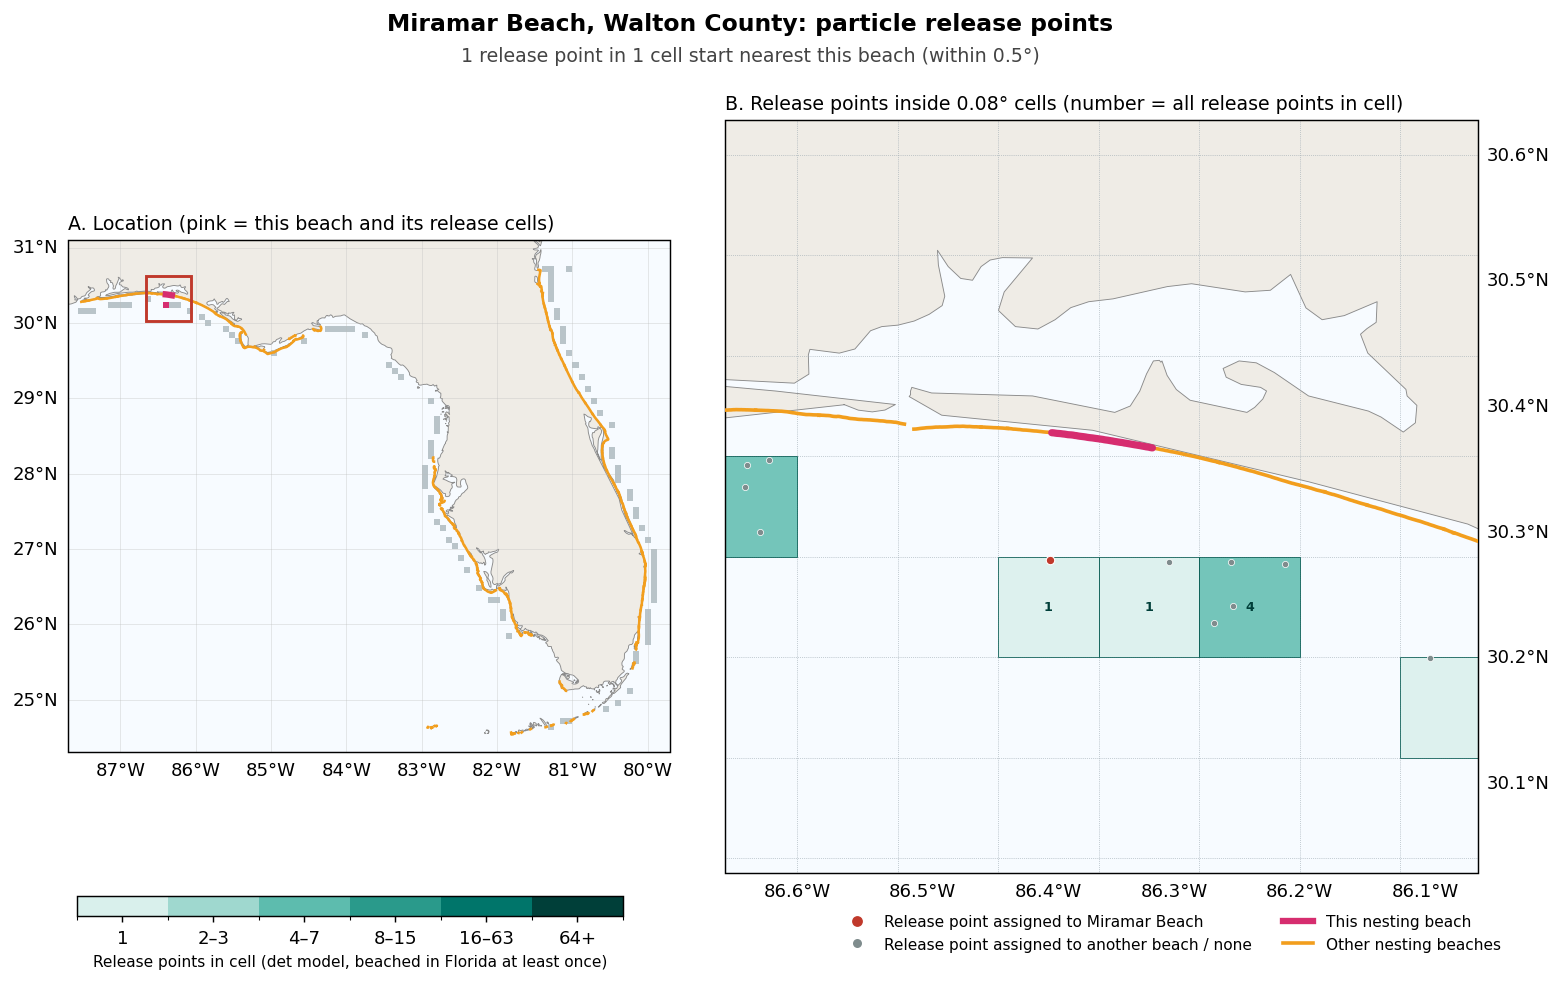 Miramar Beach, Walton County: particle release points
1 release point in 1 cell start nearest this beach (within 0.5°)
A. Location (pink = this beach and its release cells)
31°N
30°N
29°N
28°N
27°N
26°N
25°N
87°W 86°W 85°W 84°W 83°W 82°W 81°W 80°W
1 2–3 4–7 8–15 16–63 64+
Release points in cell (det model, beached in Florida at least once)
B. Release points inside 0.08° cells (number = all release points in cell)
30.6°N
30.5°N
30.4°N
30.3°N
30.2°N
30.1°N
1 1 4
86.6°W 86.5°W 86.4°W 86.3°W 86.2°W 86.1°W
Release point assigned to Miramar Beach
Release point assigned to another beach / none
This nesting beach
Other nesting beaches